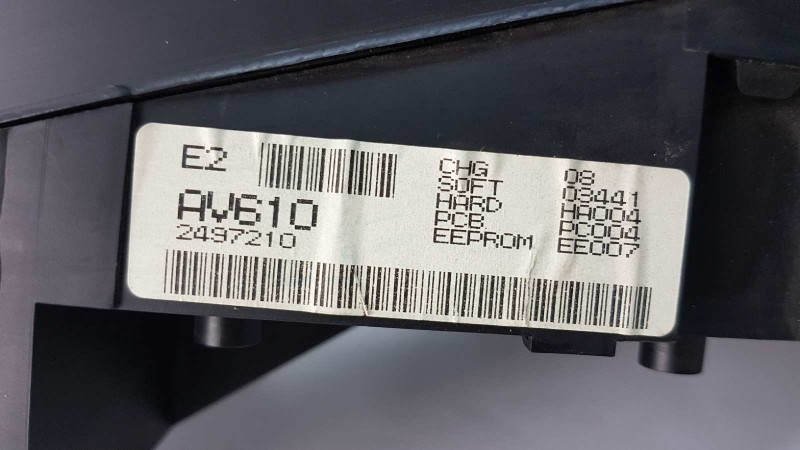 E2
AV610
2497210
CHG 08
SOFT 03441
HARD HA004
PCB PC004
EEPROM EE007